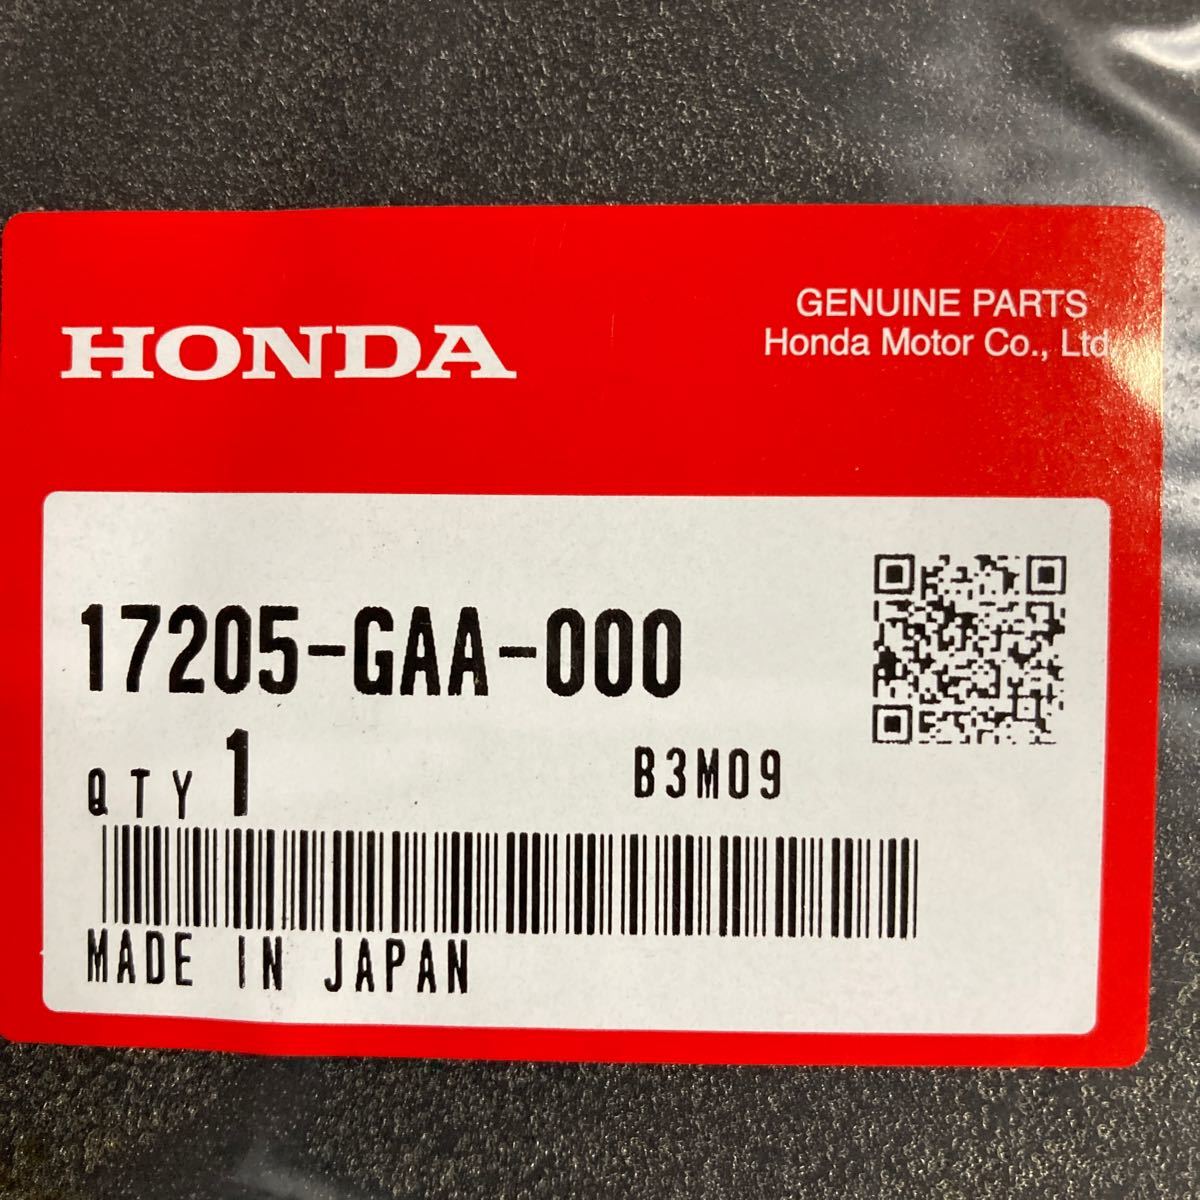 HONDA
GENUINE PARTS
Honda Motor Co., Ltd
17205-GAA-000
QTY 1
B3M09
MADE IN JAPAN